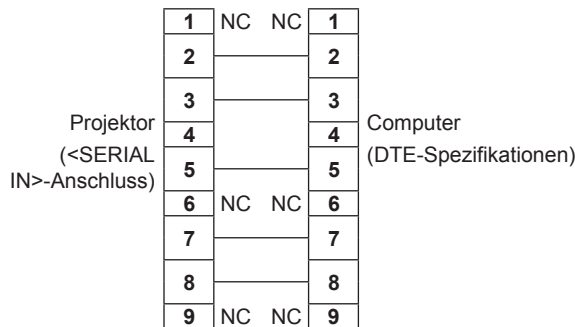 1 NC NC 1
2 2
3 3
Projektor
4 4
Computer
(<SERIAL
IN>-Anschluss)
(DTE-Spezifikationen)
5 5
6 NC NC 6
7 7
8 8
9 NC NC 9